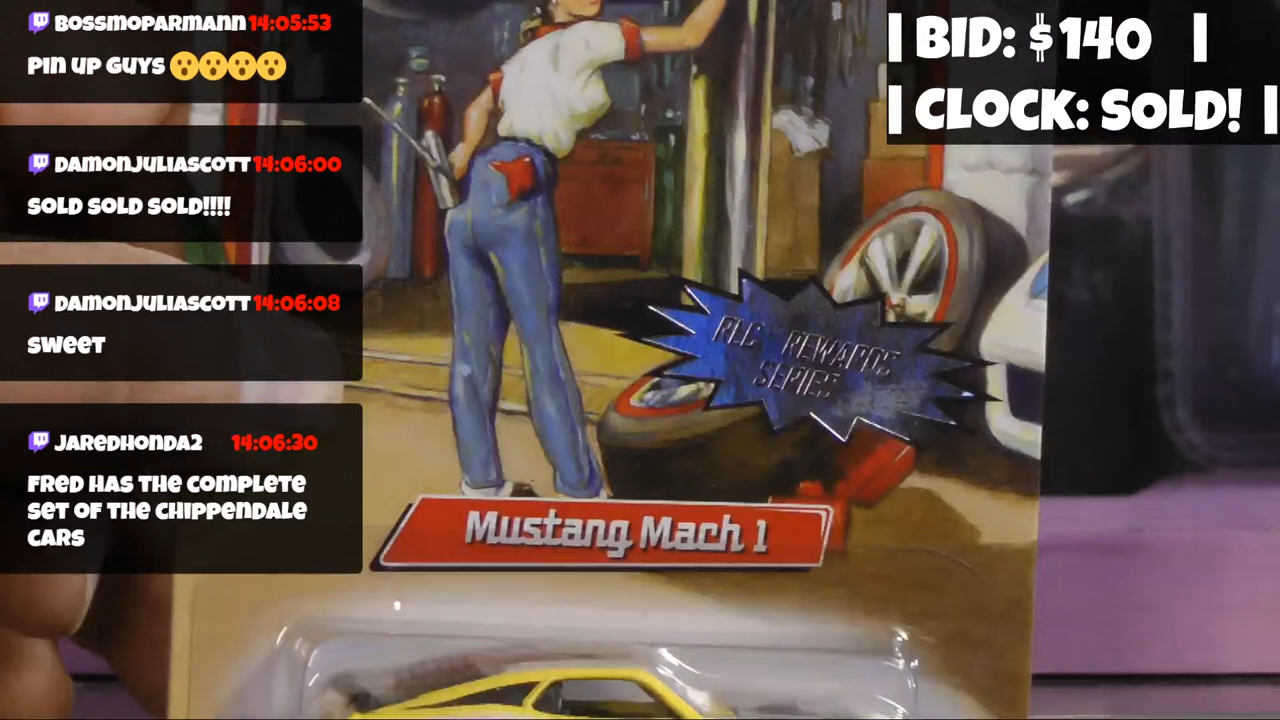 BOSSMOPARMANN 14:05:53
PIN UP GUYS 😮😮😮😮
DAMONJULIASCOTT 14:06:00
SOLD SOLD SOLD!!!!
DAMONJULIASCOTT 14:06:08
SWEET
JAREDHONDA2 14:06:30
FRED HAS THE COMPLETE
SET OF THE CHIPPENDALE
CARS
| BID: $140 |
| CLOCK: SOLD! |
RLC REWARDS
SERIES
Mustang Mach 1